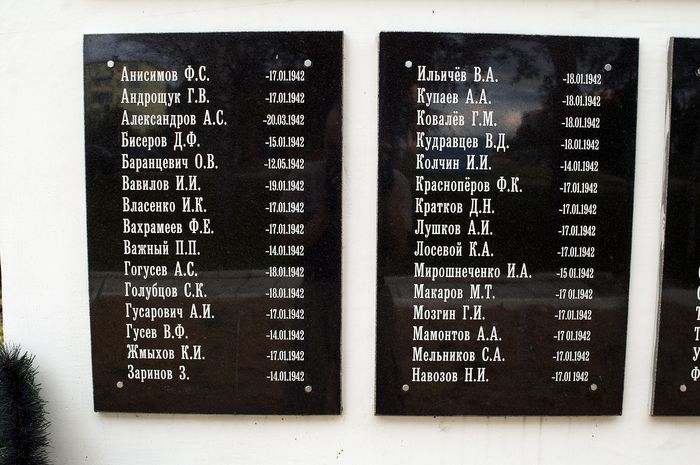 Анисимов Ф.С. -17.01.1942
Андрощук Г.В. -17.01.1942
Александров А.С. -20.03.1942
Бисеров Д.Ф. -15.01.1942
Баранцевич О.В. -12.05.1942
Вавилов И.И. -19.01.1942
Власенко И.К. -17.01.1942
Вахрамеев Ф.Е. -17.01.1942
Важный П.П. -14.01.1942
Гогусев А.С. -18.01.1942
Голубцов С.К. -18.01.1942
Гусарович А.И. -17.01.1942
Гусев В.Ф. -14.01.1942
Жмыхов К.И. -17.01.1942
Заринов З. -14.01.1942
Ильичёв В.А. -18.01.1942
Купаев А.А. -18.01.1942
Ковалёв Г.М. -18.01.1942
Кудравцев В.Д. -18.01.1942
Колчин И.И. -14.01.1942
Краснопёров Ф.К. -17.01.1942
Кратков Д.Н. -17.01.1942
Лушков А.И. -17.01.1942
Лосевой К.А. -17.01.1942
Мирошнеченко И.А. -15 01.1942
Макаров М.Т. -17 01.1942
Мозгин Г.И. -17.01.1942
Мамонтов А.А. -17 01.1942
Мельников С.А. -17.01.1942
Навозов Н.И. -17.01 1942